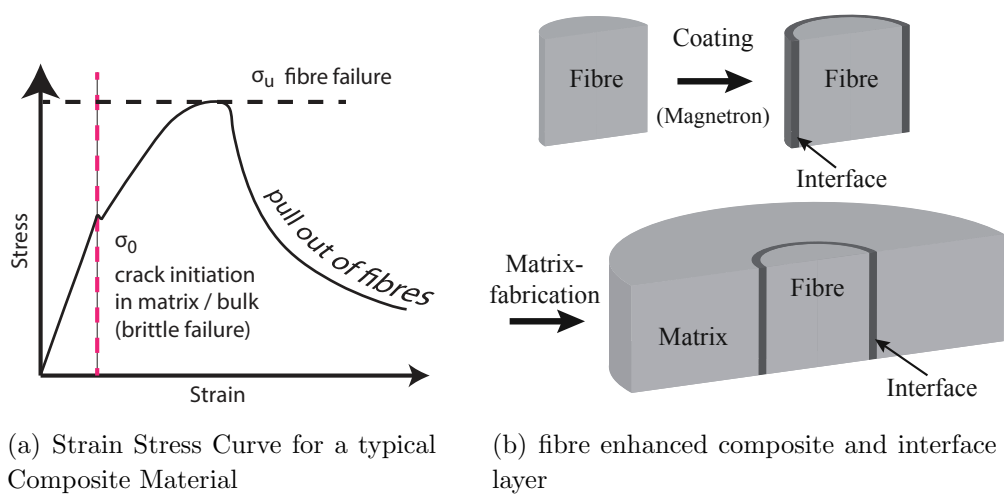 Stress
σu fibre failure
σ0
crack initiation
in matrix / bulk
(brittle failure)
pull out of fibres
Strain
(a) Strain Stress Curve for a typical
Composite Material
Fibre
Coating
(Magnetron)
Fibre
Interface
Matrix-
fabrication
Fibre
Matrix
Interface
(b) fibre enhanced composite and interface
layer